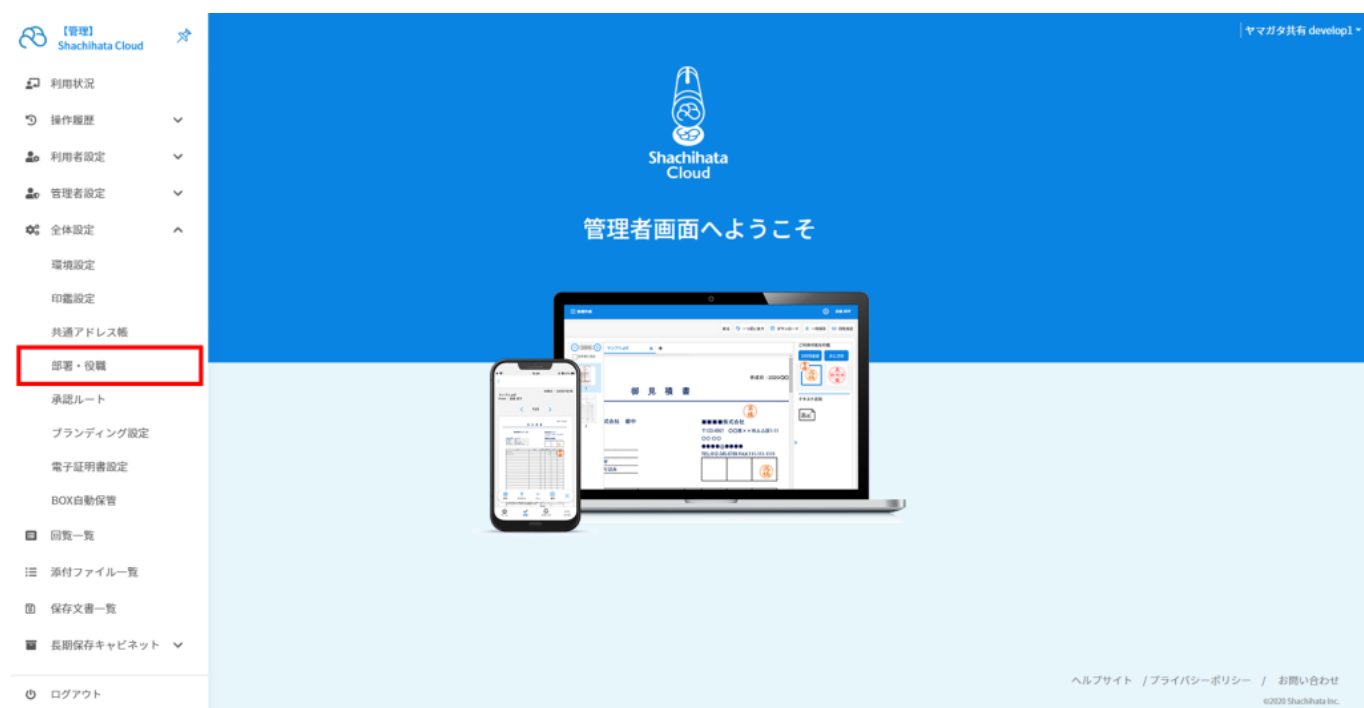 【管理】
Shachihata Cloud
利用状況
操作履歴
利用者設定
管理者設定
全体設定
環境設定
印鑑設定
共通アドレス帳
部署・役職
承認ルート
ブランディング設定
電子証明書設定
BOX自動保管
回覧一覧
添付ファイル一覧
保存文書一覧
長期保存キャビネット
ログアウト
ヤマガタ共有 develop1
Shachihata
Cloud
管理者画面へようこそ
御 見 積 書
ヘルプサイト / プライバシーポリシー / お問い合わせ
©2020 Shachihata Inc.